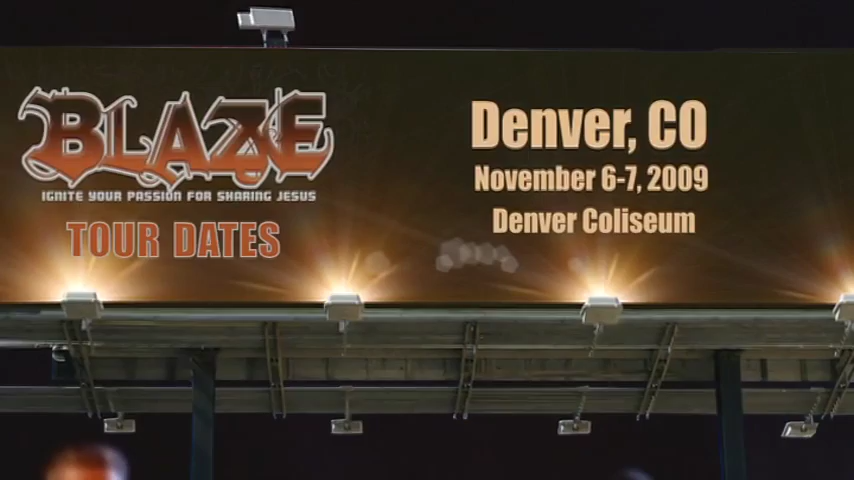 BLAZE
IGNITE YOUR PASSION FOR SHARING JESUS
TOUR DATES
Denver, CO
November 6-7, 2009
Denver Coliseum